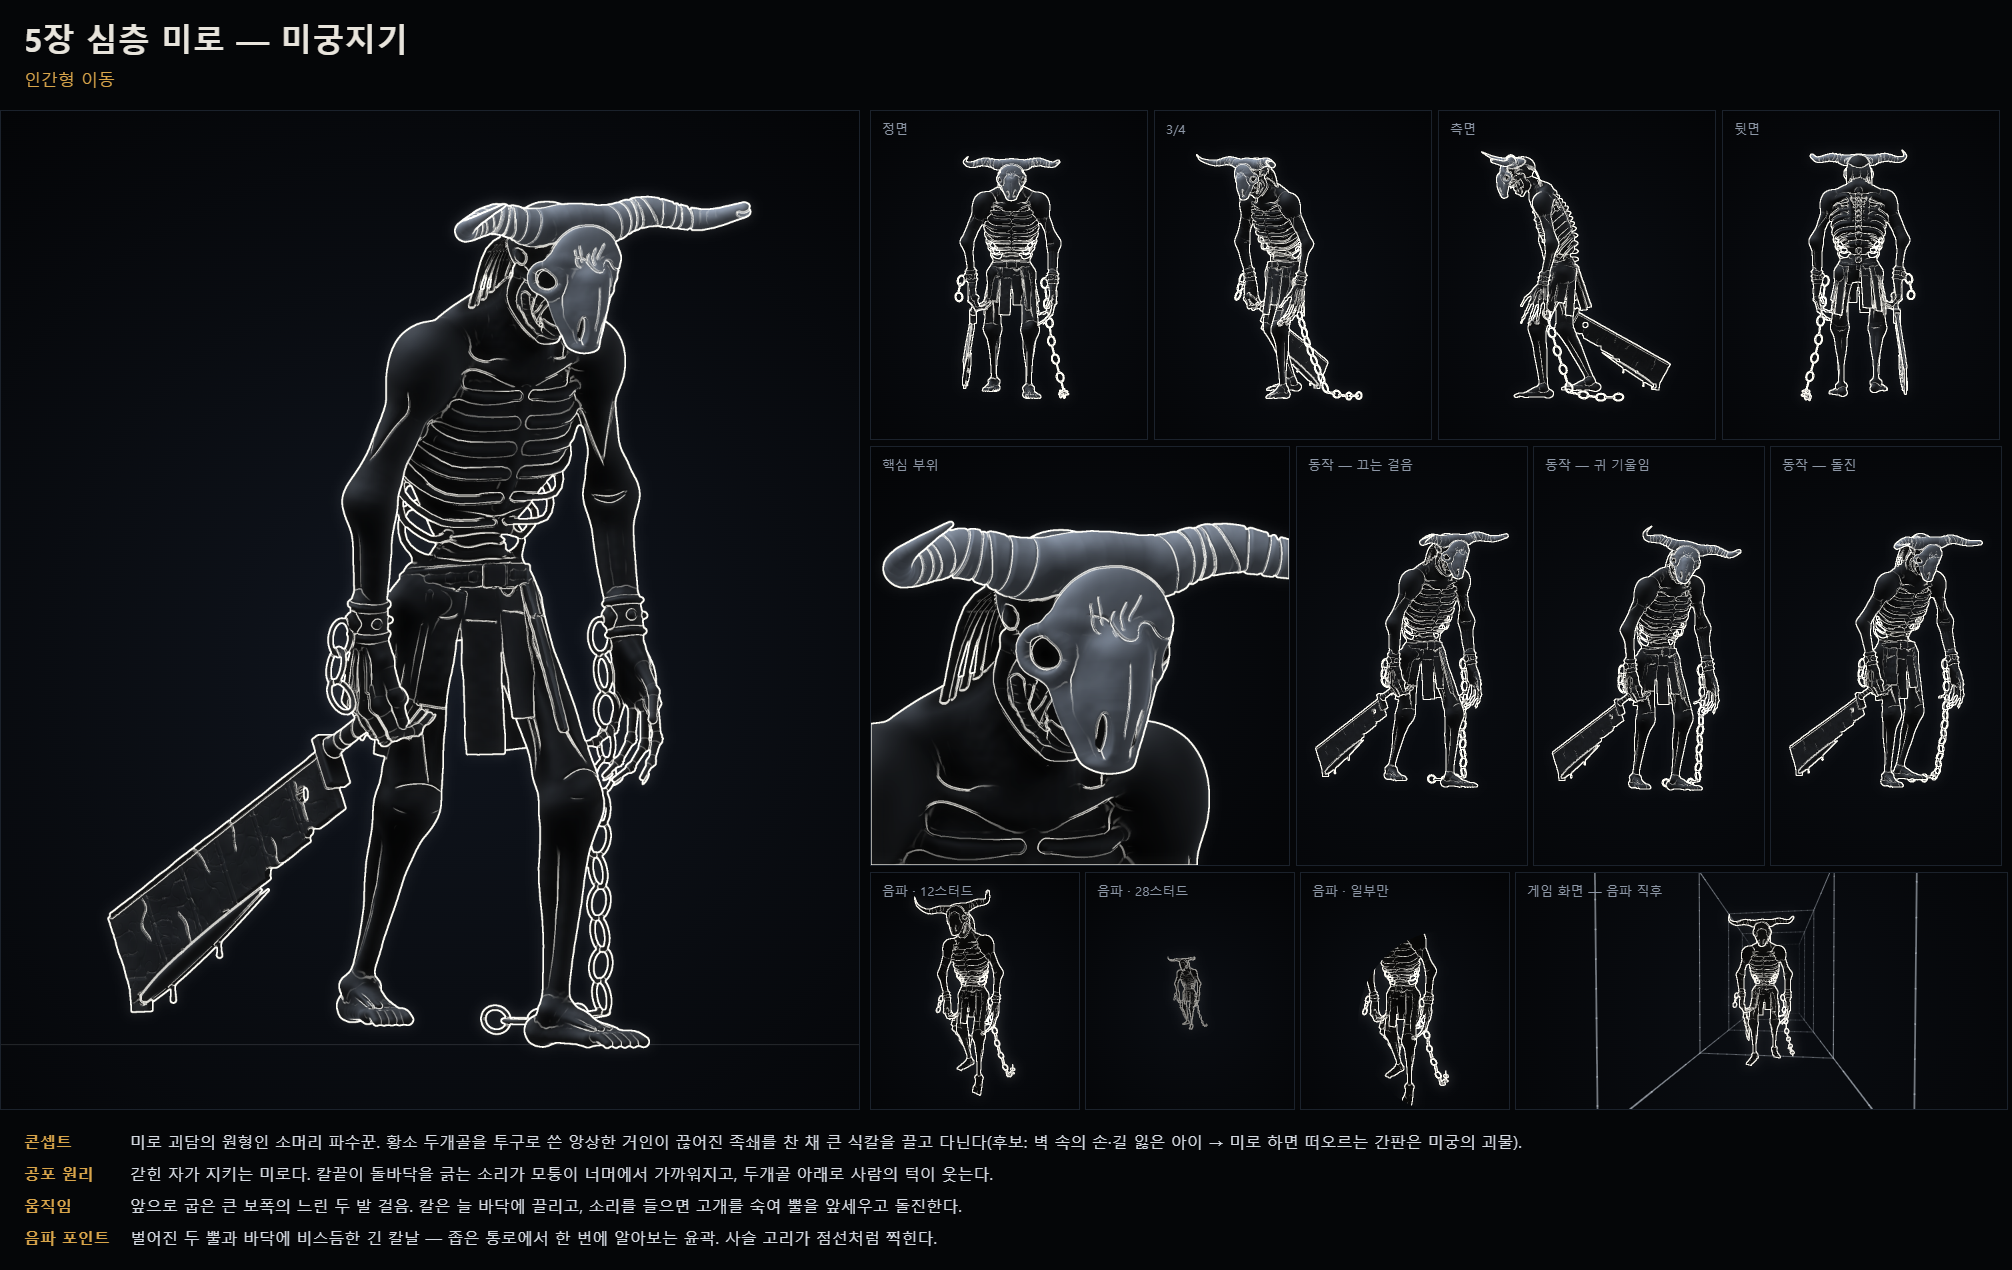 5장 심층 미로 — 미궁지기
인간형 이동
정면
3/4
측면
뒷면
핵심 부위
동작 — 끄는 걸음
동작 — 귀 기울임
동작 — 돌진
음파 · 12스터드
음파 · 28스터드
음파 · 일부만
게임 화면 — 음파 직후
콘셉트 미로 괴담의 원형인 소머리 파수꾼. 황소 두개골을 투구로 쓴 앙상한 거인이 끊어진 족쇄를 찬 채 큰 식칼을 끌고 다닌다(후보: 벽 속의 손·길 잃은 아이 → 미로 하면 떠오르는 간판은 미궁의 괴물).
공포 원리 갇힌 자가 지키는 미로다. 칼끝이 돌바닥을 긁는 소리가 모퉁이 너머에서 가까워지고, 두개골 아래로 사람의 턱이 웃는다.
움직임 앞으로 굽은 큰 보폭의 느린 두 발 걸음. 칼은 늘 바닥에 끌리고, 소리를 들으면 고개를 숙여 뿔을 앞세우고 돌진한다.
음파 포인트 벌어진 두 뿔과 바닥에 비스듬한 긴 칼날 — 좁은 통로에서 한 번에 알아보는 윤곽. 사슬 고리가 점선처럼 찍힌다.